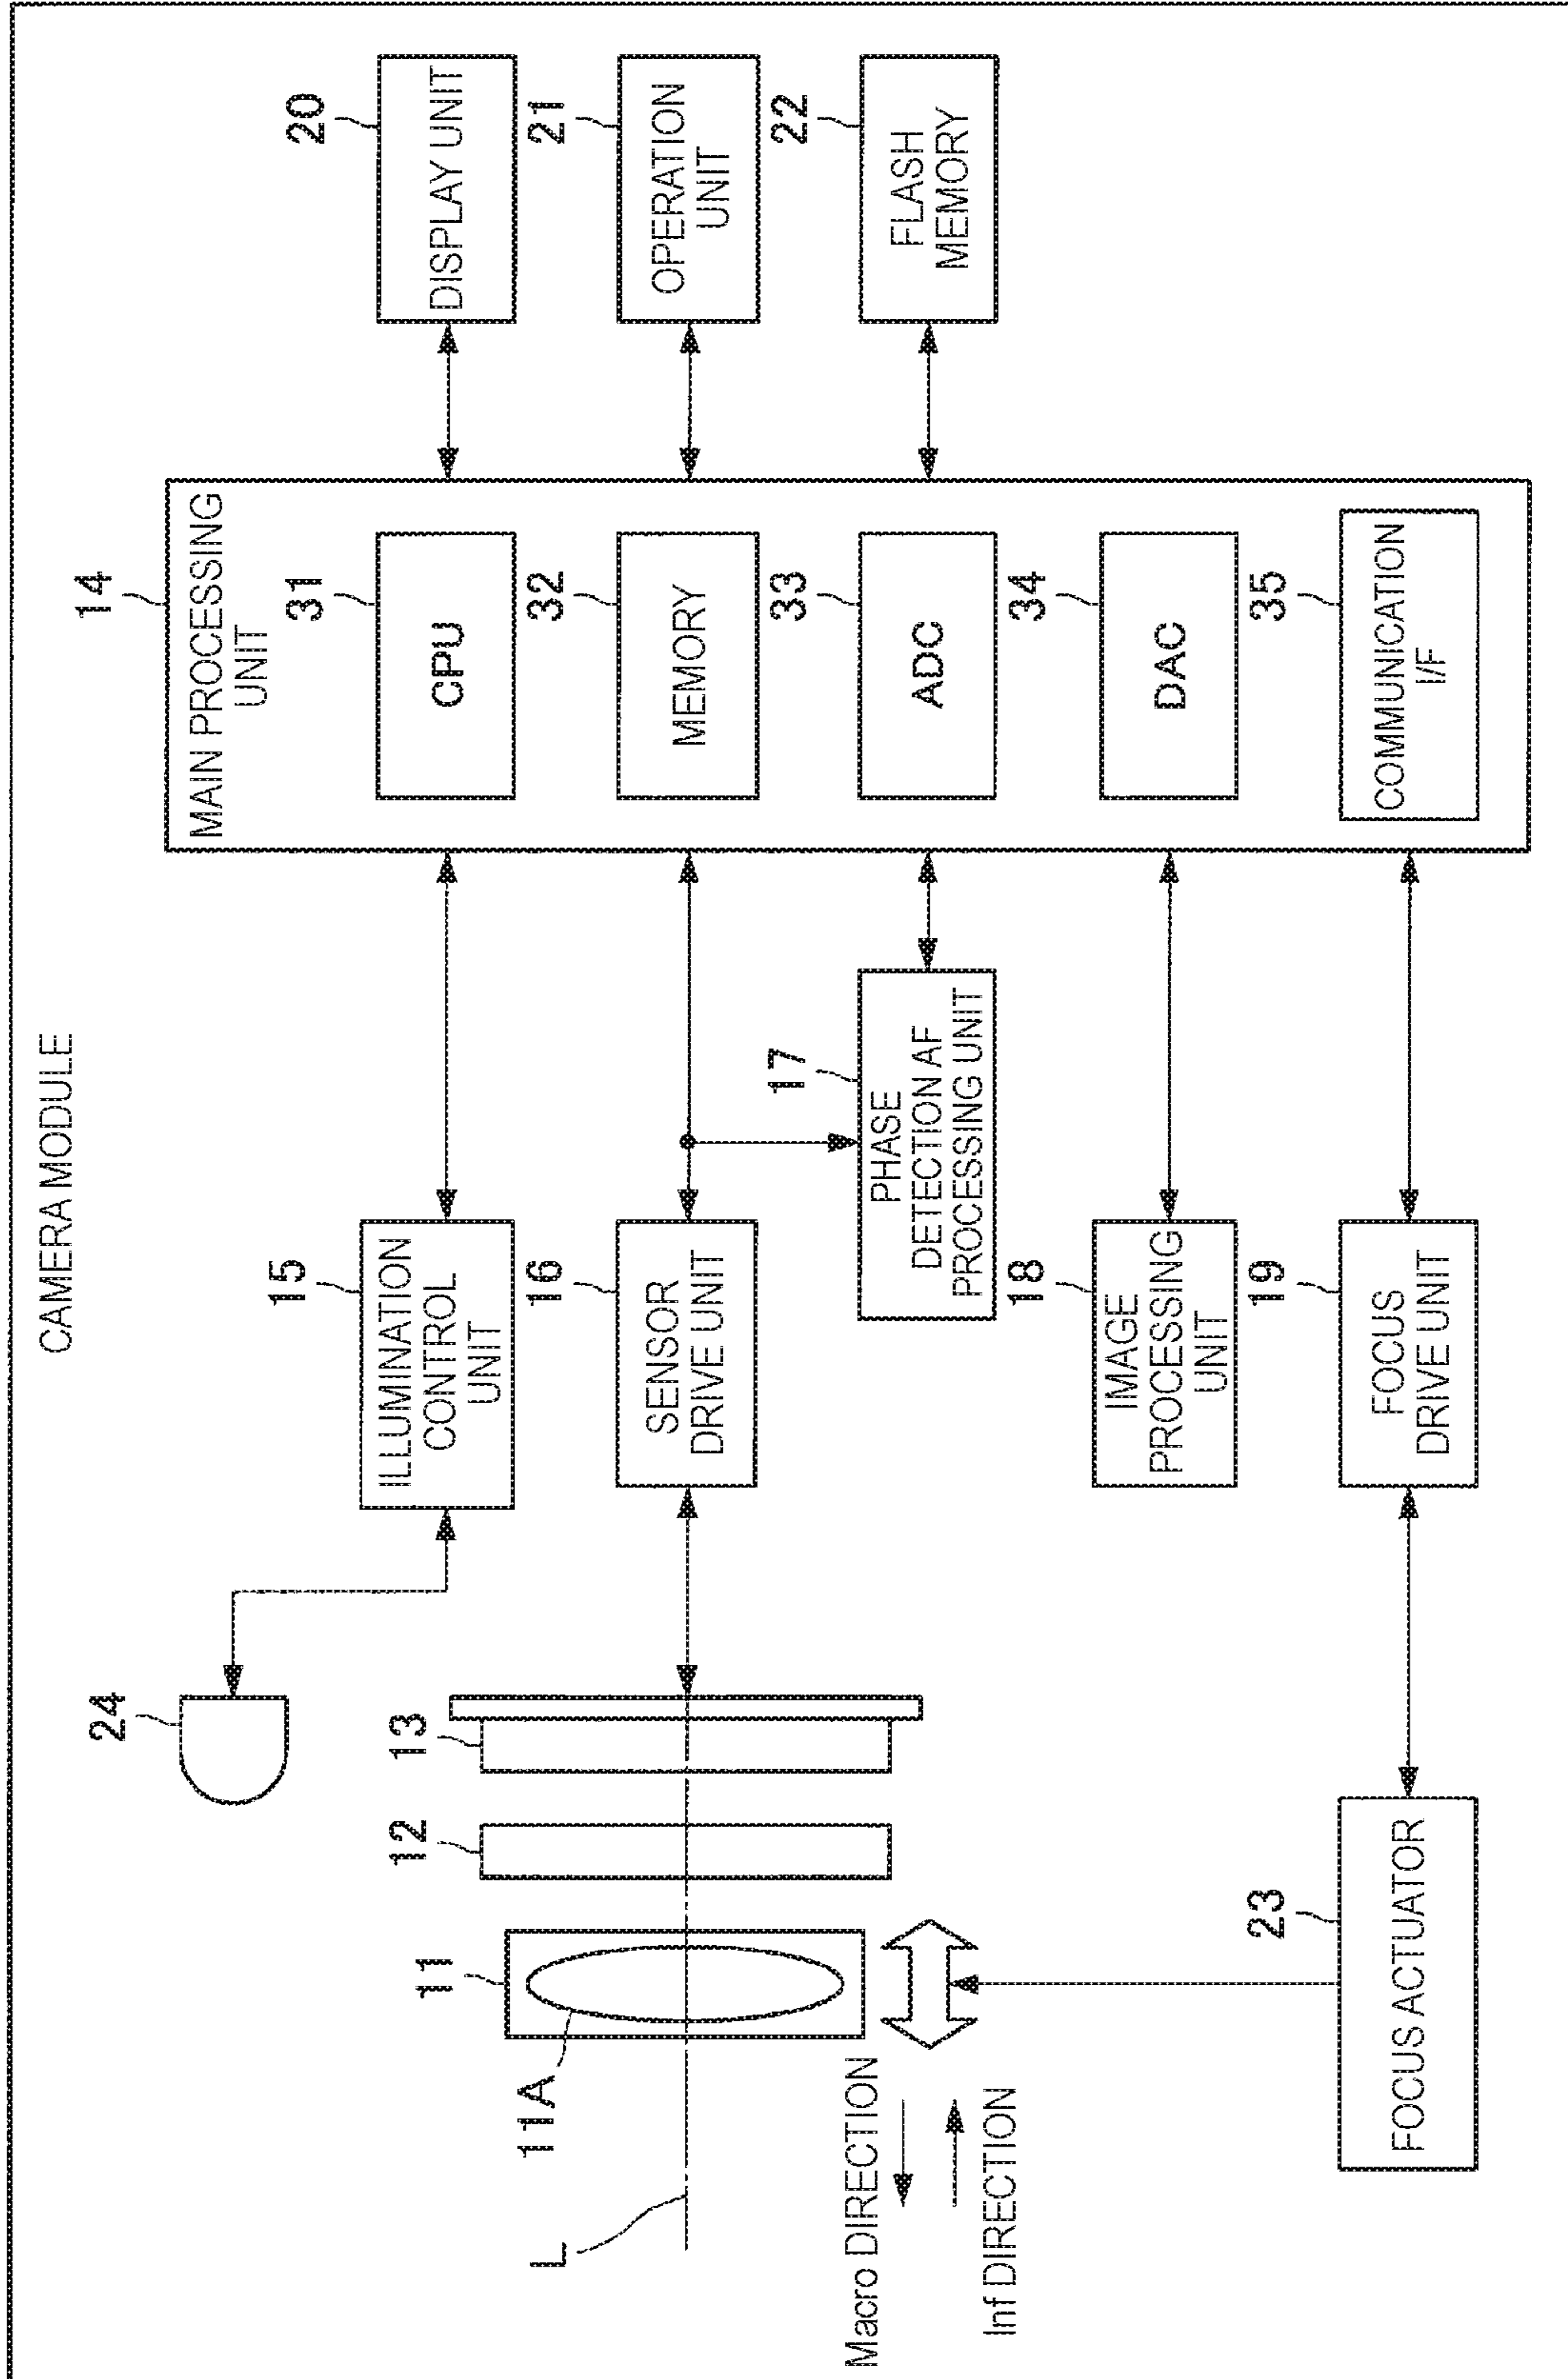 CAMERA MODULE
14
MAIN PROCESSING
UNIT
24
15
ILLUMINATION
CONTROL
UNIT
31
CPU
20
DISPLAY UNIT
11
12
13
11A
L
16
SENSOR
DRIVE UNIT
32
MEMORY
21
OPERATION
UNIT
17
PHASE
DETECTION AF
PROCESSING UNIT
33
ADC
22
FLASH
MEMORY
Macro DIRECTION
Inf DIRECTION
18
IMAGE
PROCESSING
UNIT
34
DAC
23
FOCUS ACTUATOR
19
FOCUS
DRIVE UNIT
35
COMMUNICATION
I/F